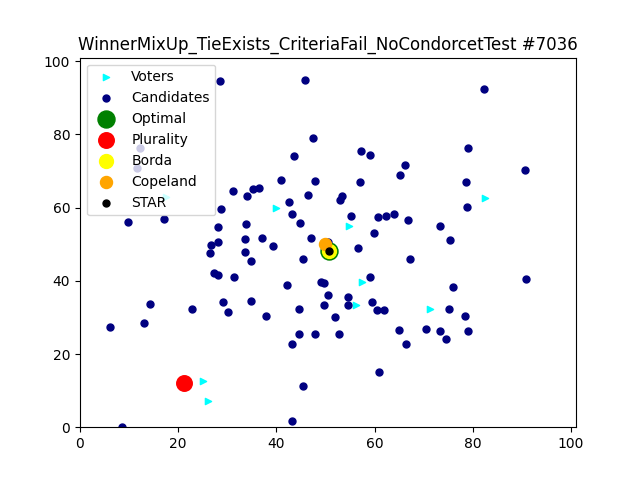 WinnerMixUp_TieExists_CriteriaFail_NoCondorcetTest #7036
100
80
60
40
20
0
0 20 40 60 80 100
Voters
Candidates
Optimal
Plurality
Borda
Copeland
STAR